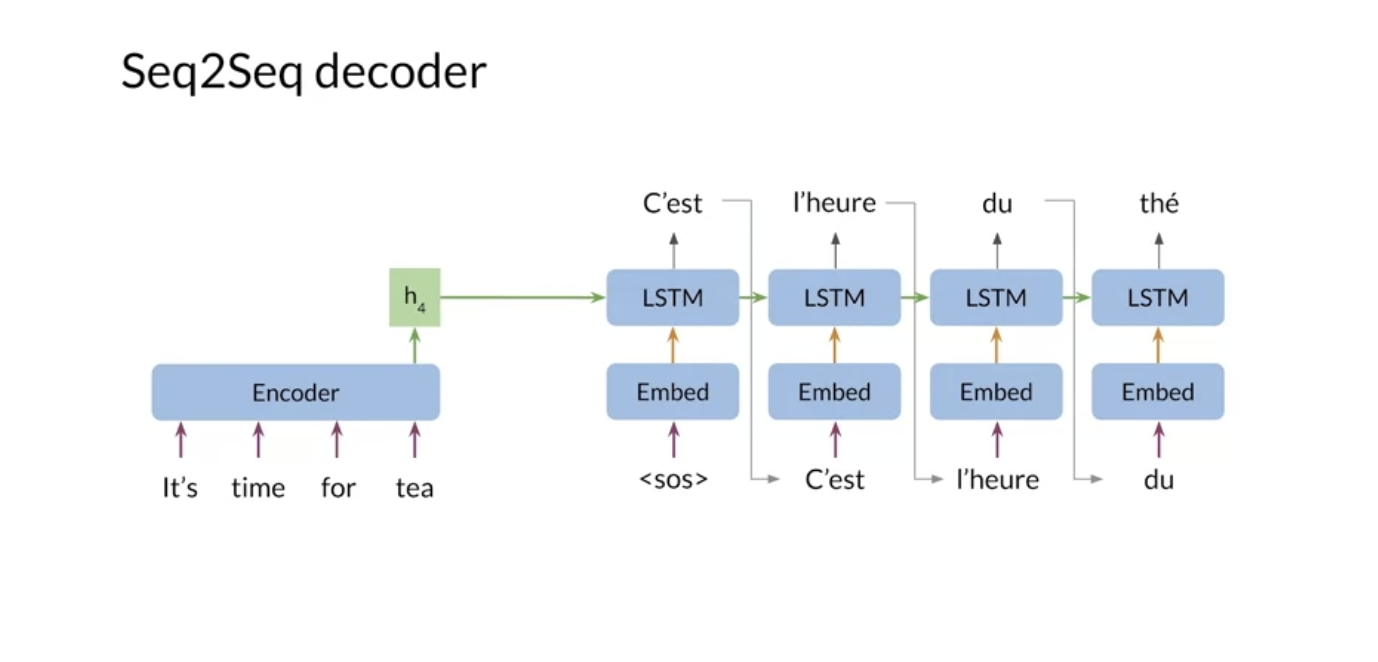 Seq2Seq decoder
C'est l'heure du thé
h4 LSTM LSTM LSTM LSTM
Encoder Embed Embed Embed Embed
It's time for tea <sos> C'est l'heure du